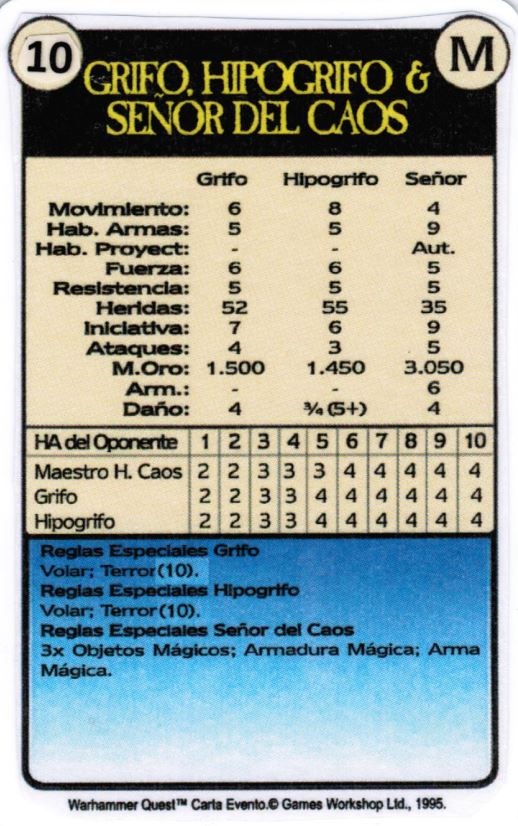 10
M
GRIFO, HIPOGRIFO &
SEÑOR DEL CAOS
Grifo Hipogrifo Señor
Movimiento: 6 8 4
Hab. Armas: 5 5 9
Hab. Proyect: - - Aut.
Fuerza: 6 6 5
Resistencia: 5 5 5
Heridas: 52 55 35
Iniciativa: 7 6 9
Ataques: 4 3 5
M.Oro: 1.500 1.450 3.050
Arm.: - - 6
Daño: 4 ¾ (5+) 4
HA del Oponente 1 2 3 4 5 6 7 8 9 10
Maestro H. Caos 2 2 3 3 3 4 4 4 4 4
Grifo 2 2 3 3 4 4 4 4 4 4
Hipogrifo 2 2 3 3 4 4 4 4 4 4
Reglas Especiales Grifo
Volar; Terror(10).
Reglas Especiales Hipogrifo
Volar; Terror(10).
Reglas Especiales Señor del Caos
3x Objetos Mágicos; Armadura Mágica; Arma
Mágica.
Warhammer Quest™ Carta Evento.© Games Workshop Ltd., 1995.